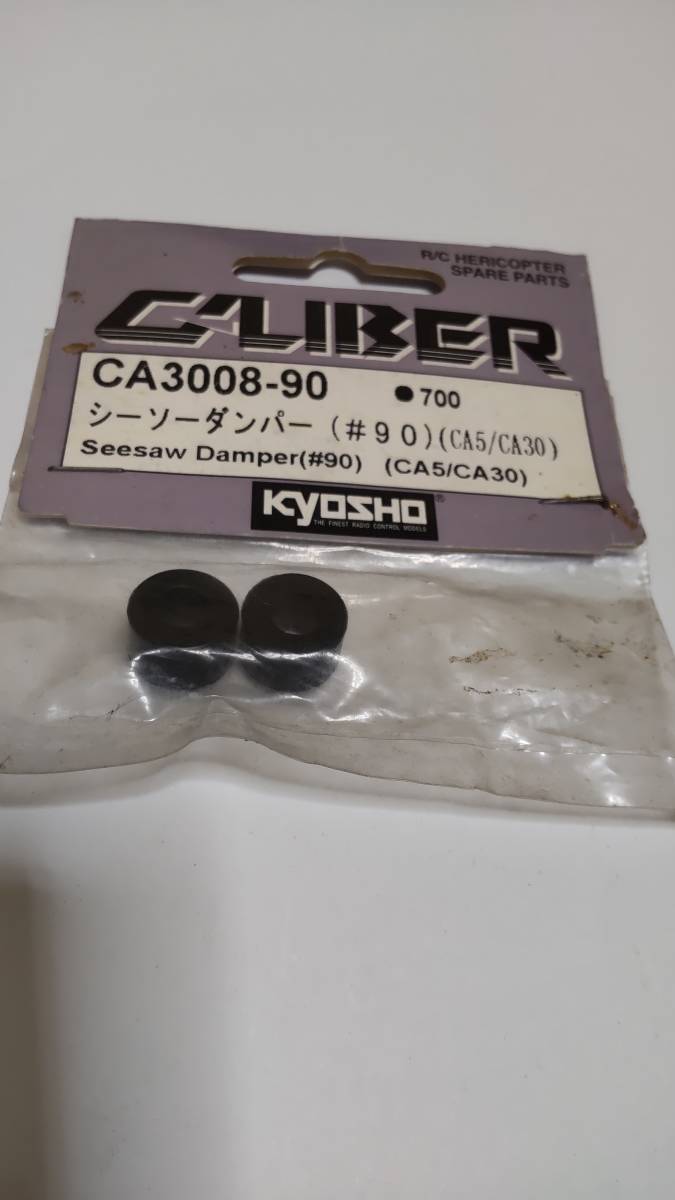 R/C HERICOPTER
SPARE PARTS
CALIBER
CA3008-90 ●700
シーソーダンパー(#90)(CA5/CA30)
Seesaw Damper(#90) (CA5/CA30)
KYOSHO®
THE FINEST RADIO CONTROL MODELS